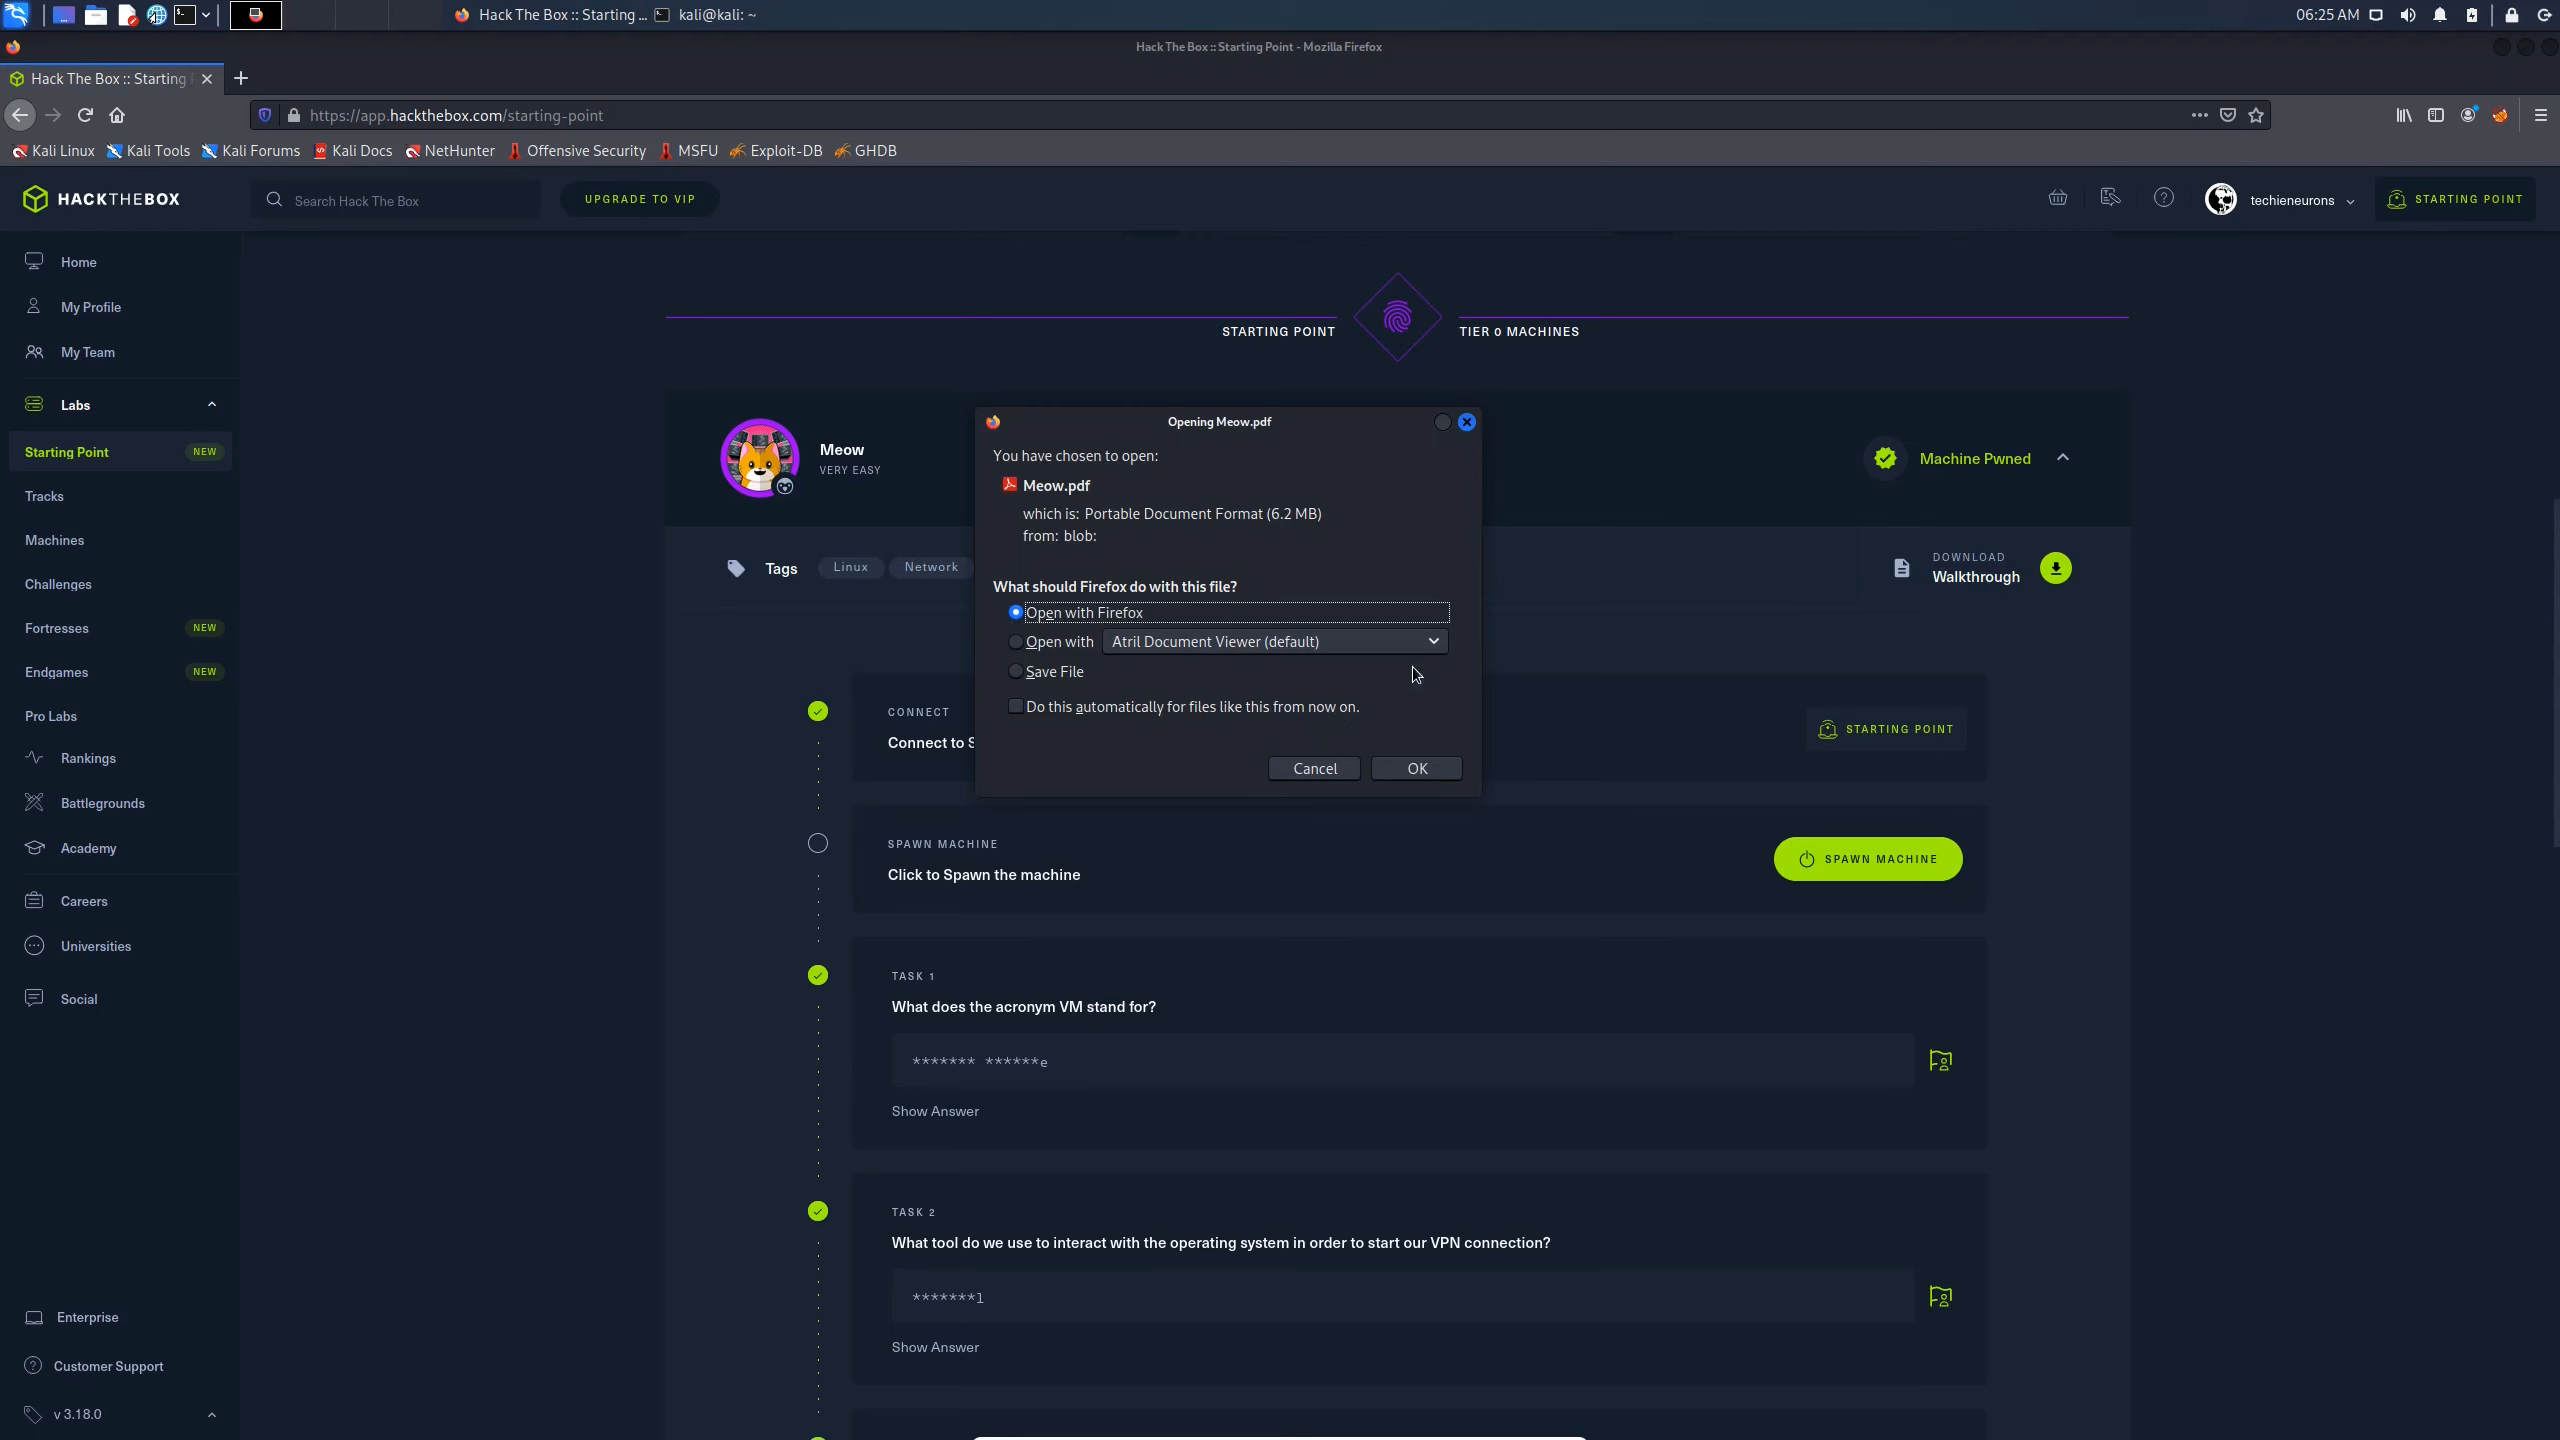 Hack The Box :: Starting ...
kali@kali: ~
06:25 AM
Hack The Box :: Starting Point - Mozilla Firefox
Hack The Box :: Starting
https://app.hackthebox.com/starting-point
Kali Linux
Kali Tools
Kali Forums
Kali Docs
NetHunter
Offensive Security
MSFU
Exploit-DB
GHDB
HACKTHEBOX
Search Hack The Box
UPGRADE TO VIP
techieneurons
STARTING POINT
Home
My Profile
My Team
Labs
Starting Point NEW
Tracks
Machines
Challenges
Fortresses NEW
Endgames NEW
Pro Labs
Rankings
Battlegrounds
Academy
Careers
Universities
Social
Enterprise
Customer Support
v 3.18.0
STARTING POINT
TIER 0 MACHINES
Meow
VERY EASY
Machine Pwned
Tags
Linux
Network
DOWNLOAD
Walkthrough
Opening Meow.pdf
You have chosen to open:
Meow.pdf
which is: Portable Document Format (6.2 MB)
from: blob:
What should Firefox do with this file?
Open with Firefox
Open with Atril Document Viewer (default)
Save File
Do this automatically for files like this from now on.
Cancel
OK
CONNECT
Connect to S
STARTING POINT
SPAWN MACHINE
Click to Spawn the machine
SPAWN MACHINE
TASK 1
What does the acronym VM stand for?
******* ******e
Show Answer
TASK 2
What tool do we use to interact with the operating system in order to start our VPN connection?
*******l
Show Answer